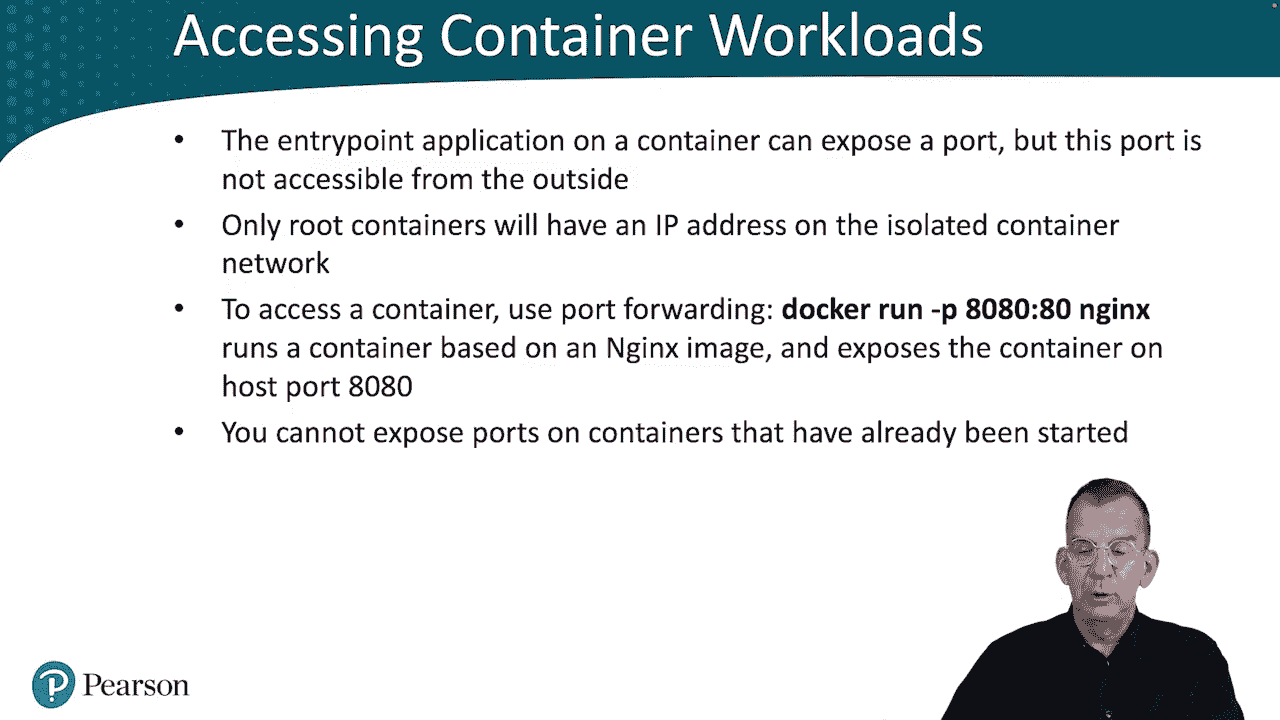 Accessing Container Workloads
• The entrypoint application on a container can expose a port, but this port is
not accessible from the outside
• Only root containers will have an IP address on the isolated container
network
• To access a container, use port forwarding: docker run -p 8080:80 nginx
runs a container based on an Nginx image, and exposes the container on
host port 8080
• You cannot expose ports on containers that have already been started
Pearson